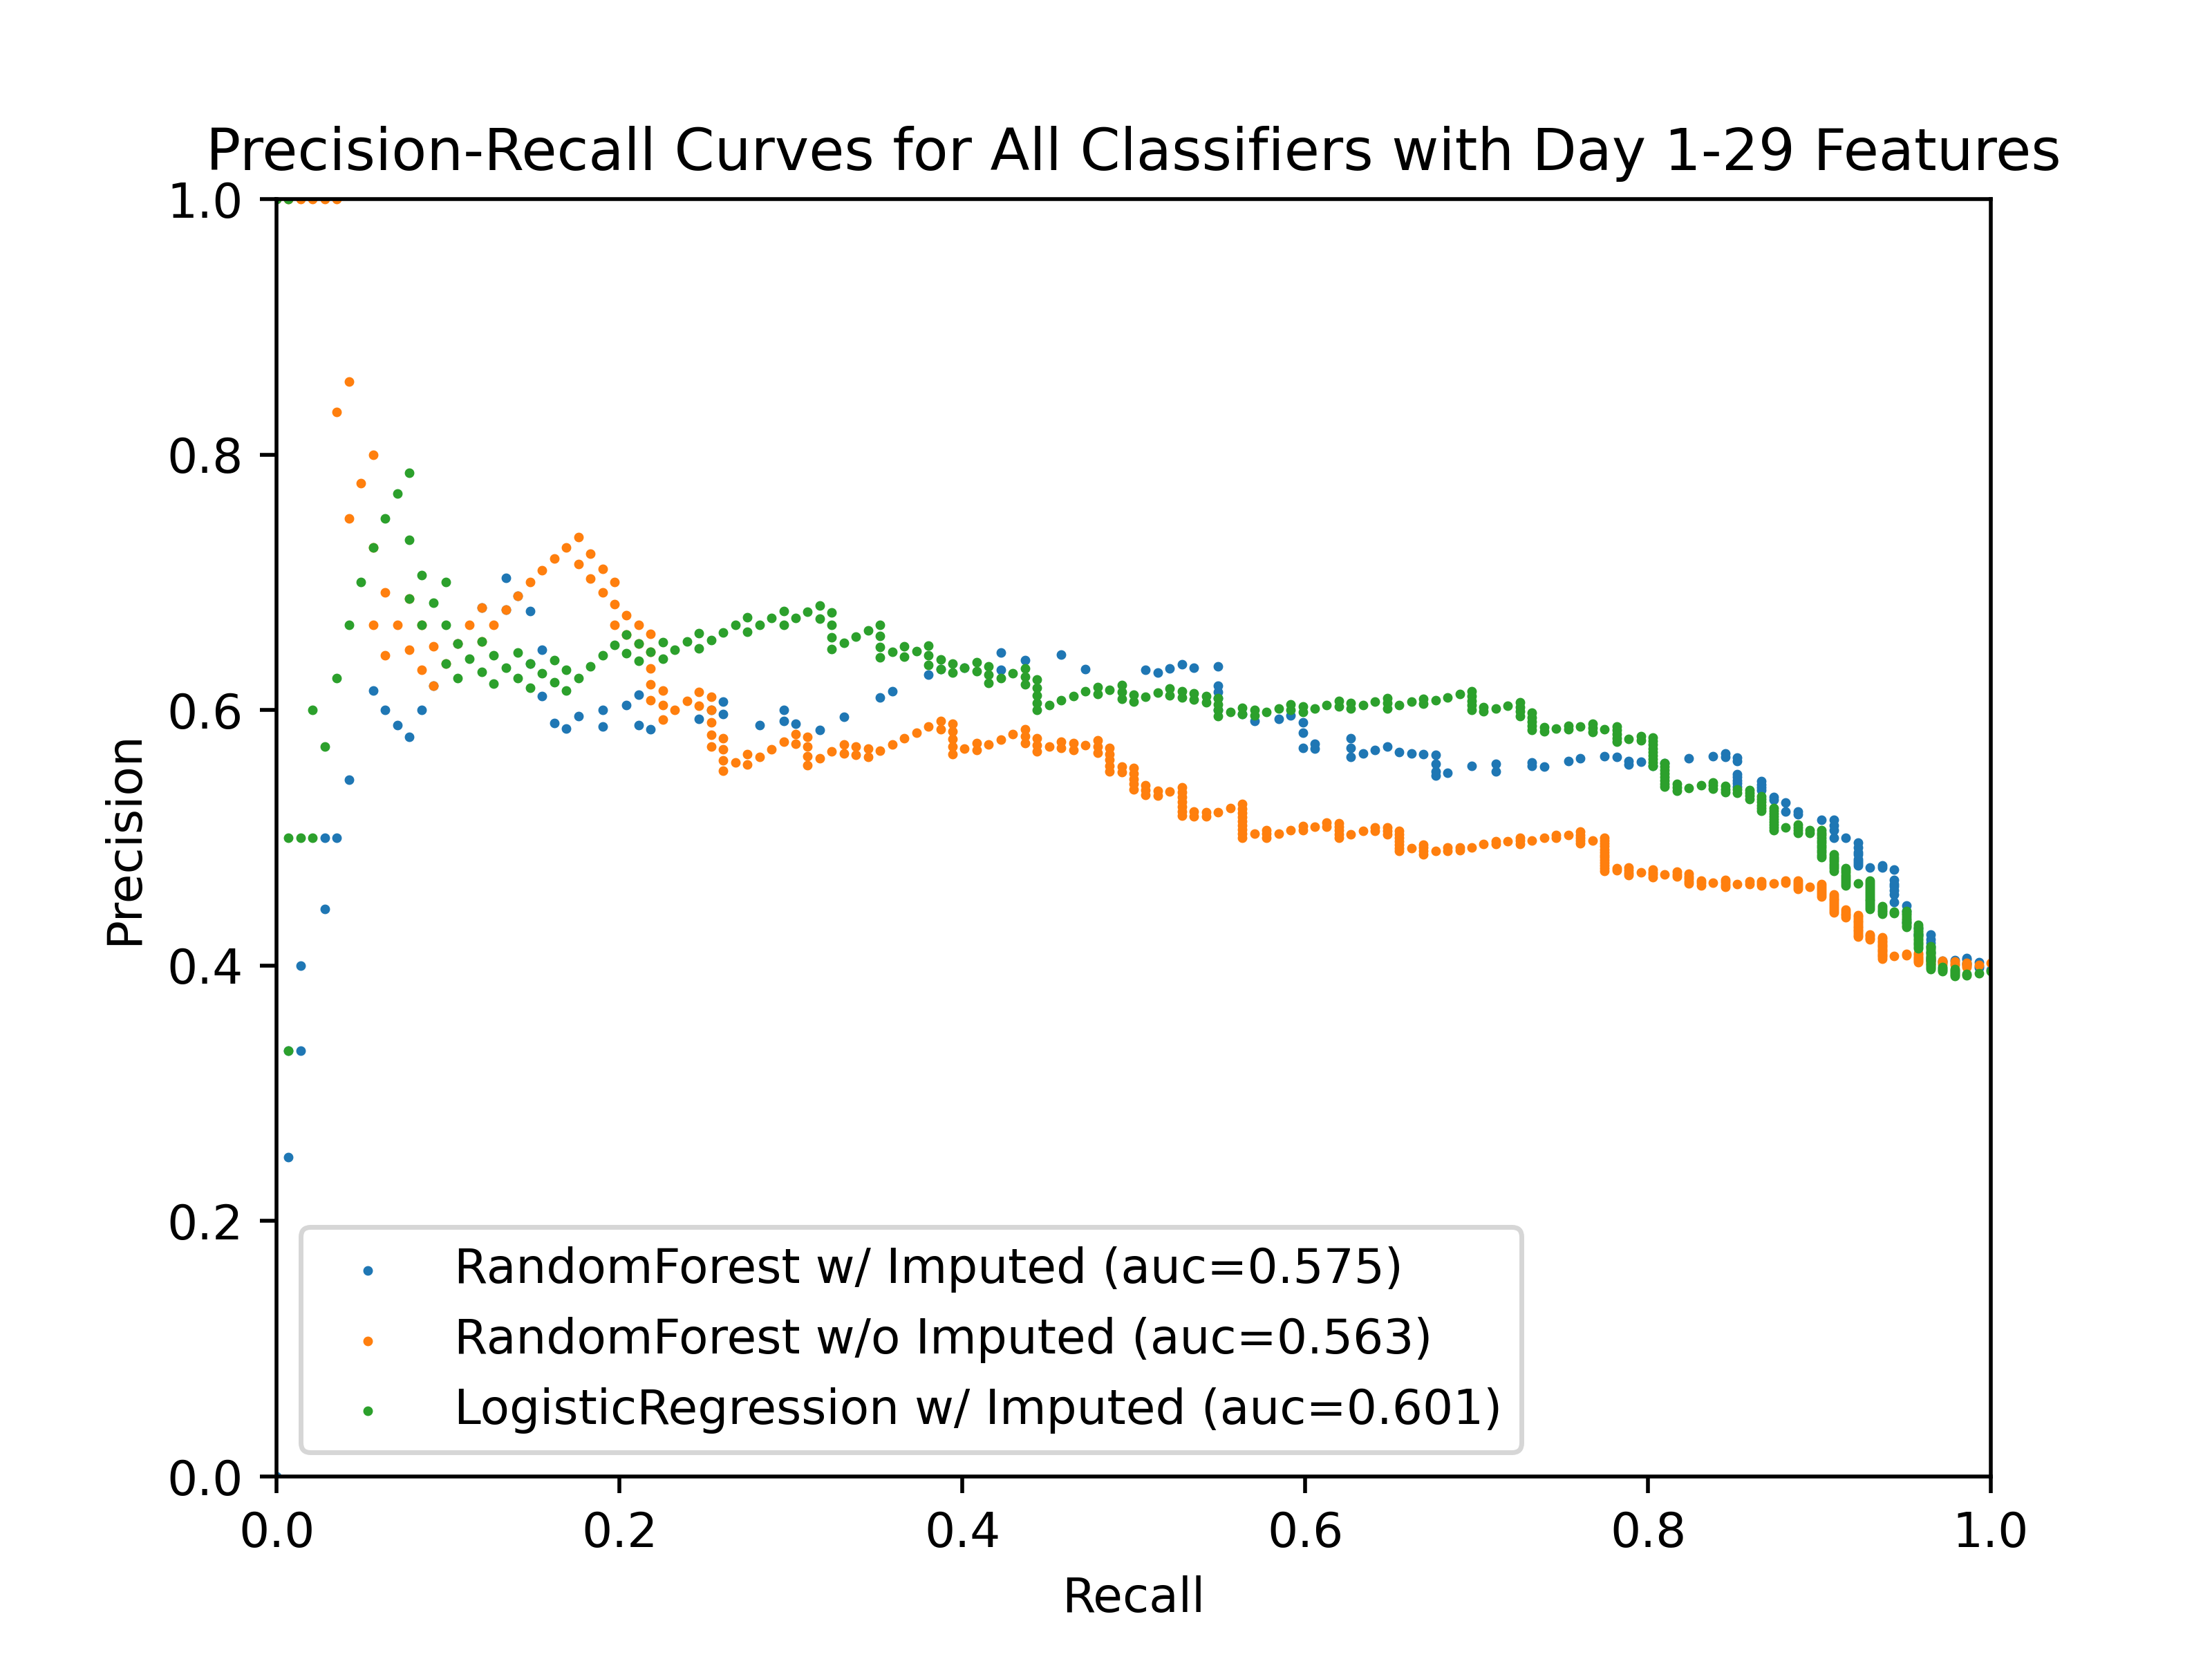 Precision-Recall Curves for All Classifiers with Day 1-29 Features
1.0
0.8
0.6
0.4
0.2
0.0
Precision
RandomForest w/ Imputed (auc=0.575)
RandomForest w/o Imputed (auc=0.563)
LogisticRegression w/ Imputed (auc=0.601)
0.0 0.2 0.4 0.6 0.8 1.0
Recall